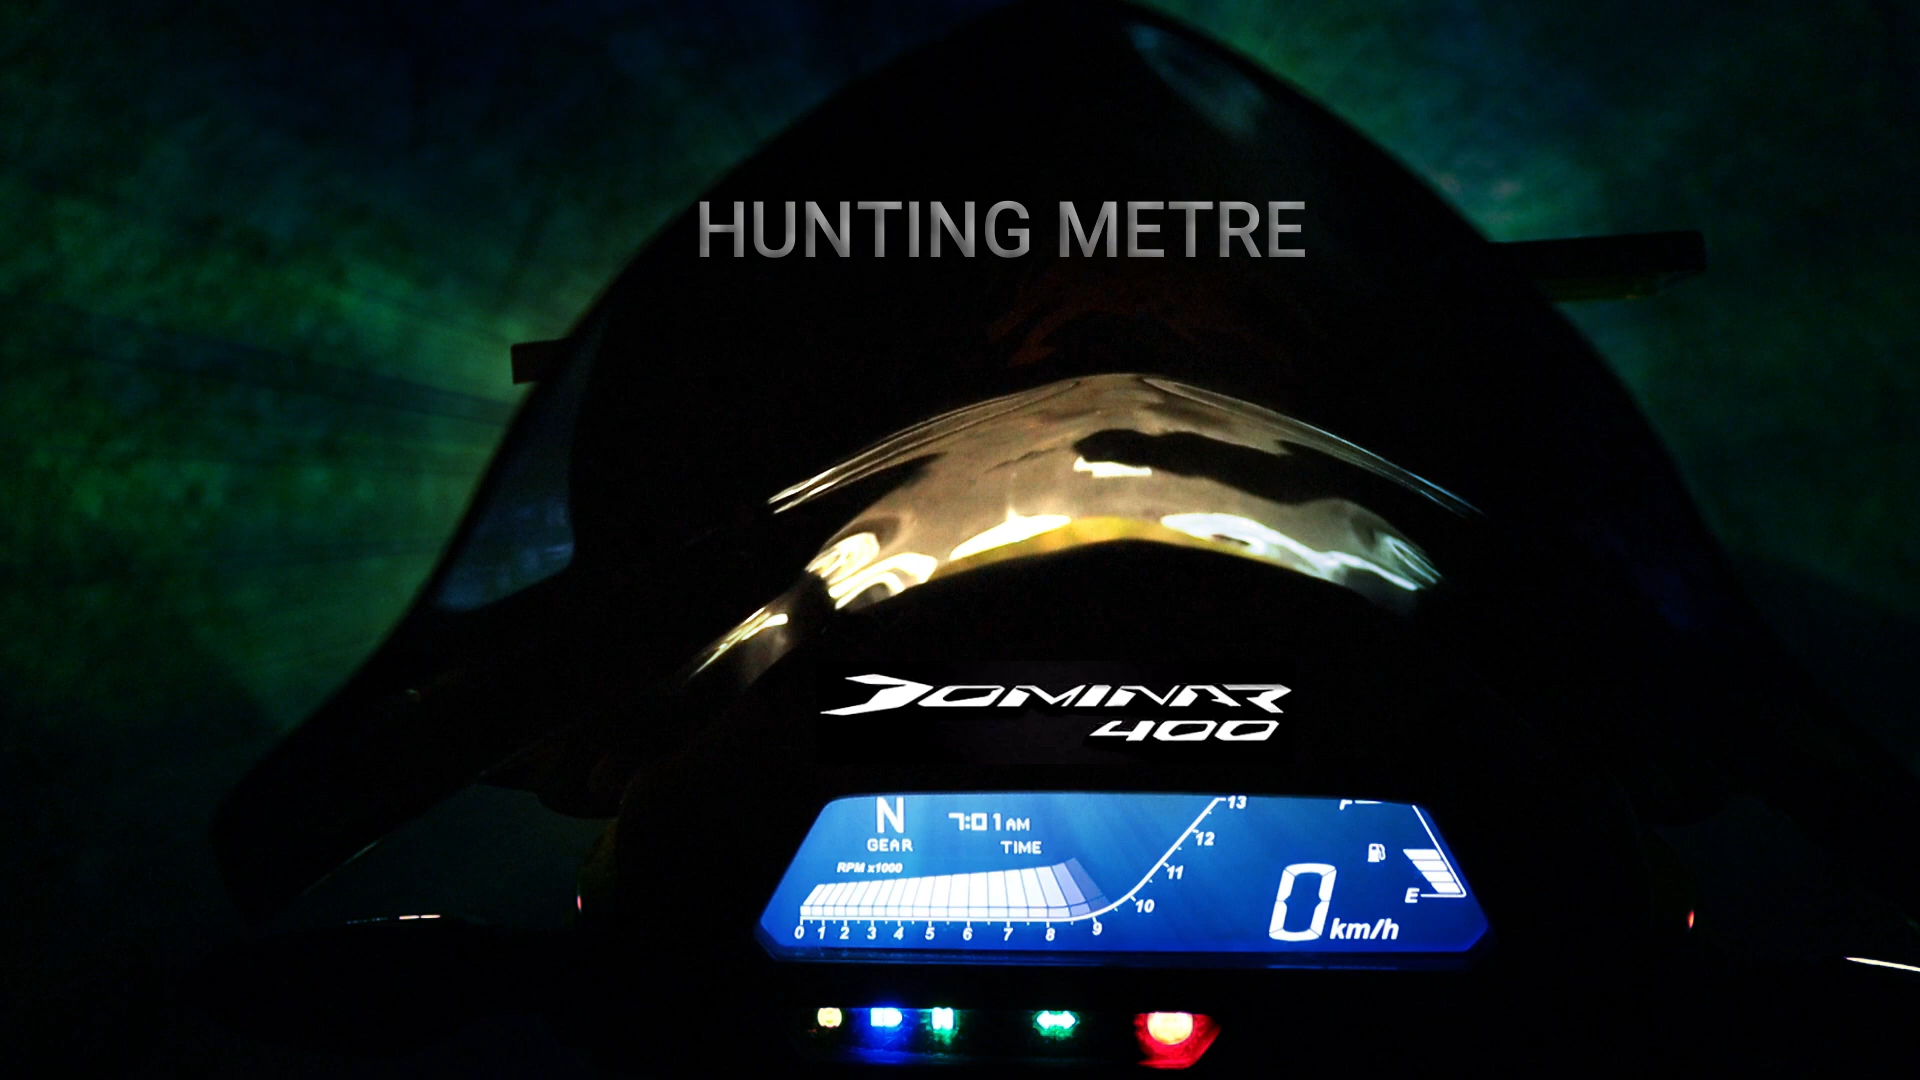 HUNTING METRE
DOMINAR
400
N
GEAR
7:01 AM
TIME
RPM x1000
0 1 2 3 4 5 6 7 8 9 10 11 12 13
0 km/h
F
E
N